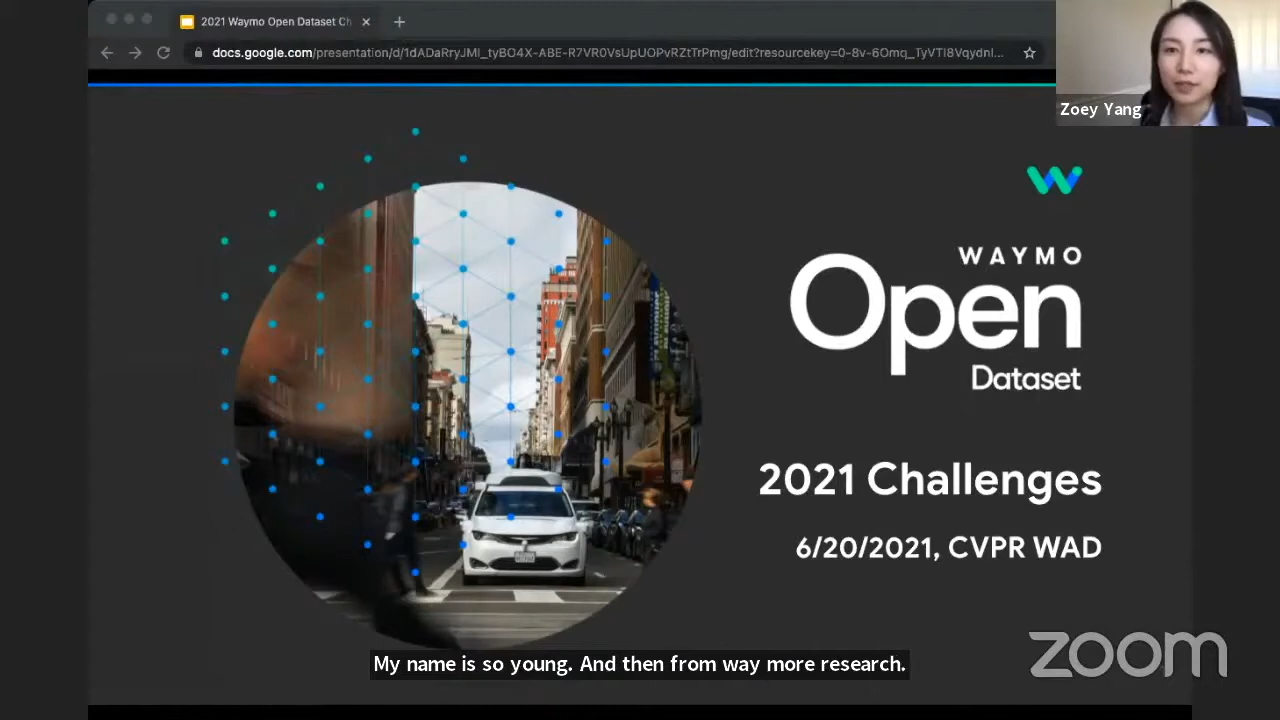 2021 Waymo Open Dataset Ch
docs.google.com/presentation/d/1dADaRryJMl_tyBO4X-ABE-R7VR0VsUpUOPvRZtTrPmg/edit?resourcekey=0-8v-6Omq_TyVTl8Vqydnl...
Zoey Yang
WAYMO
Open
Dataset
2021 Challenges
6/20/2021, CVPR WAD
My name is so young. And then from way more research.
zoom